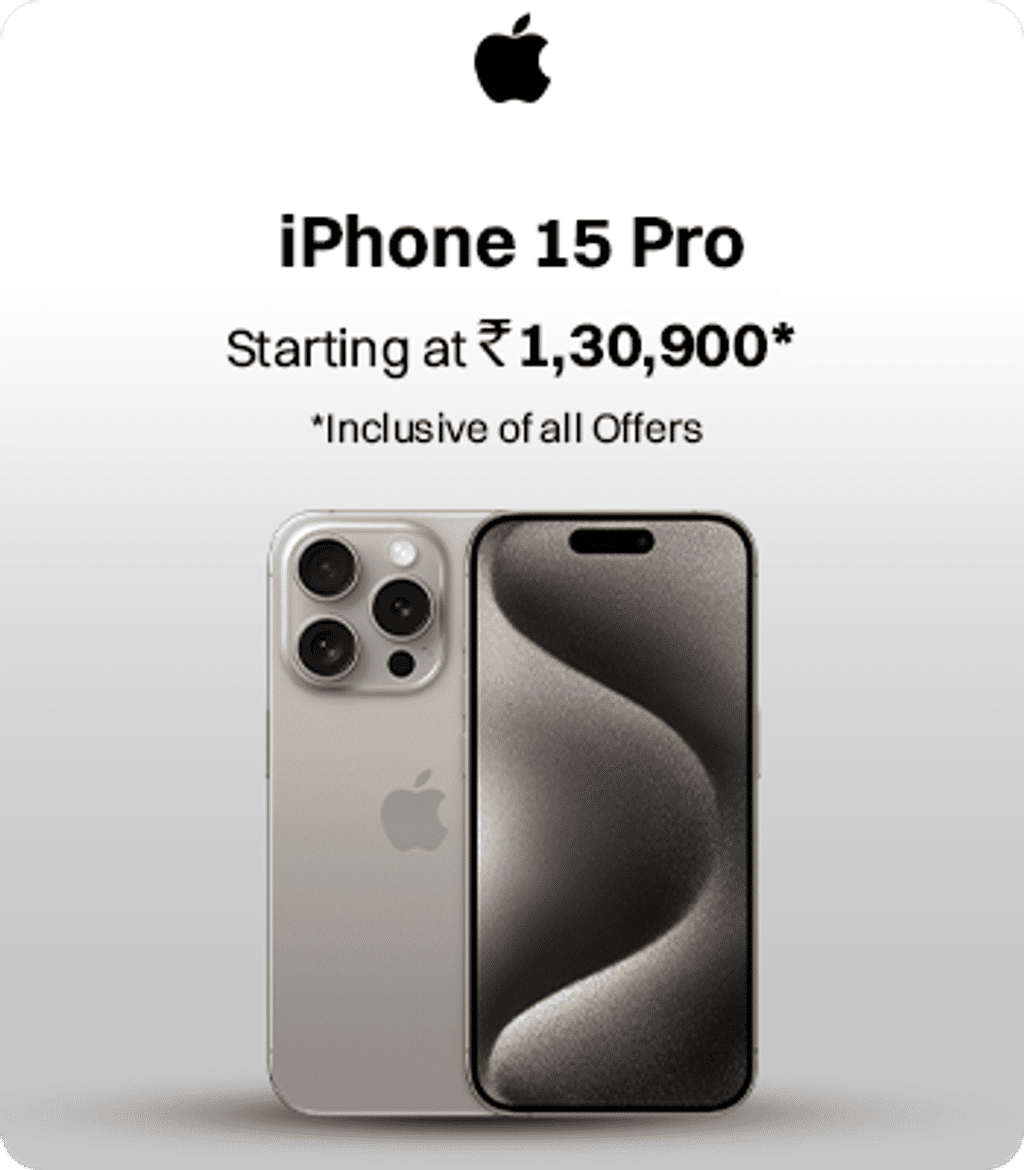 iPhone 15 Pro
Starting at ₹1,30,900*
*Inclusive of all Offers